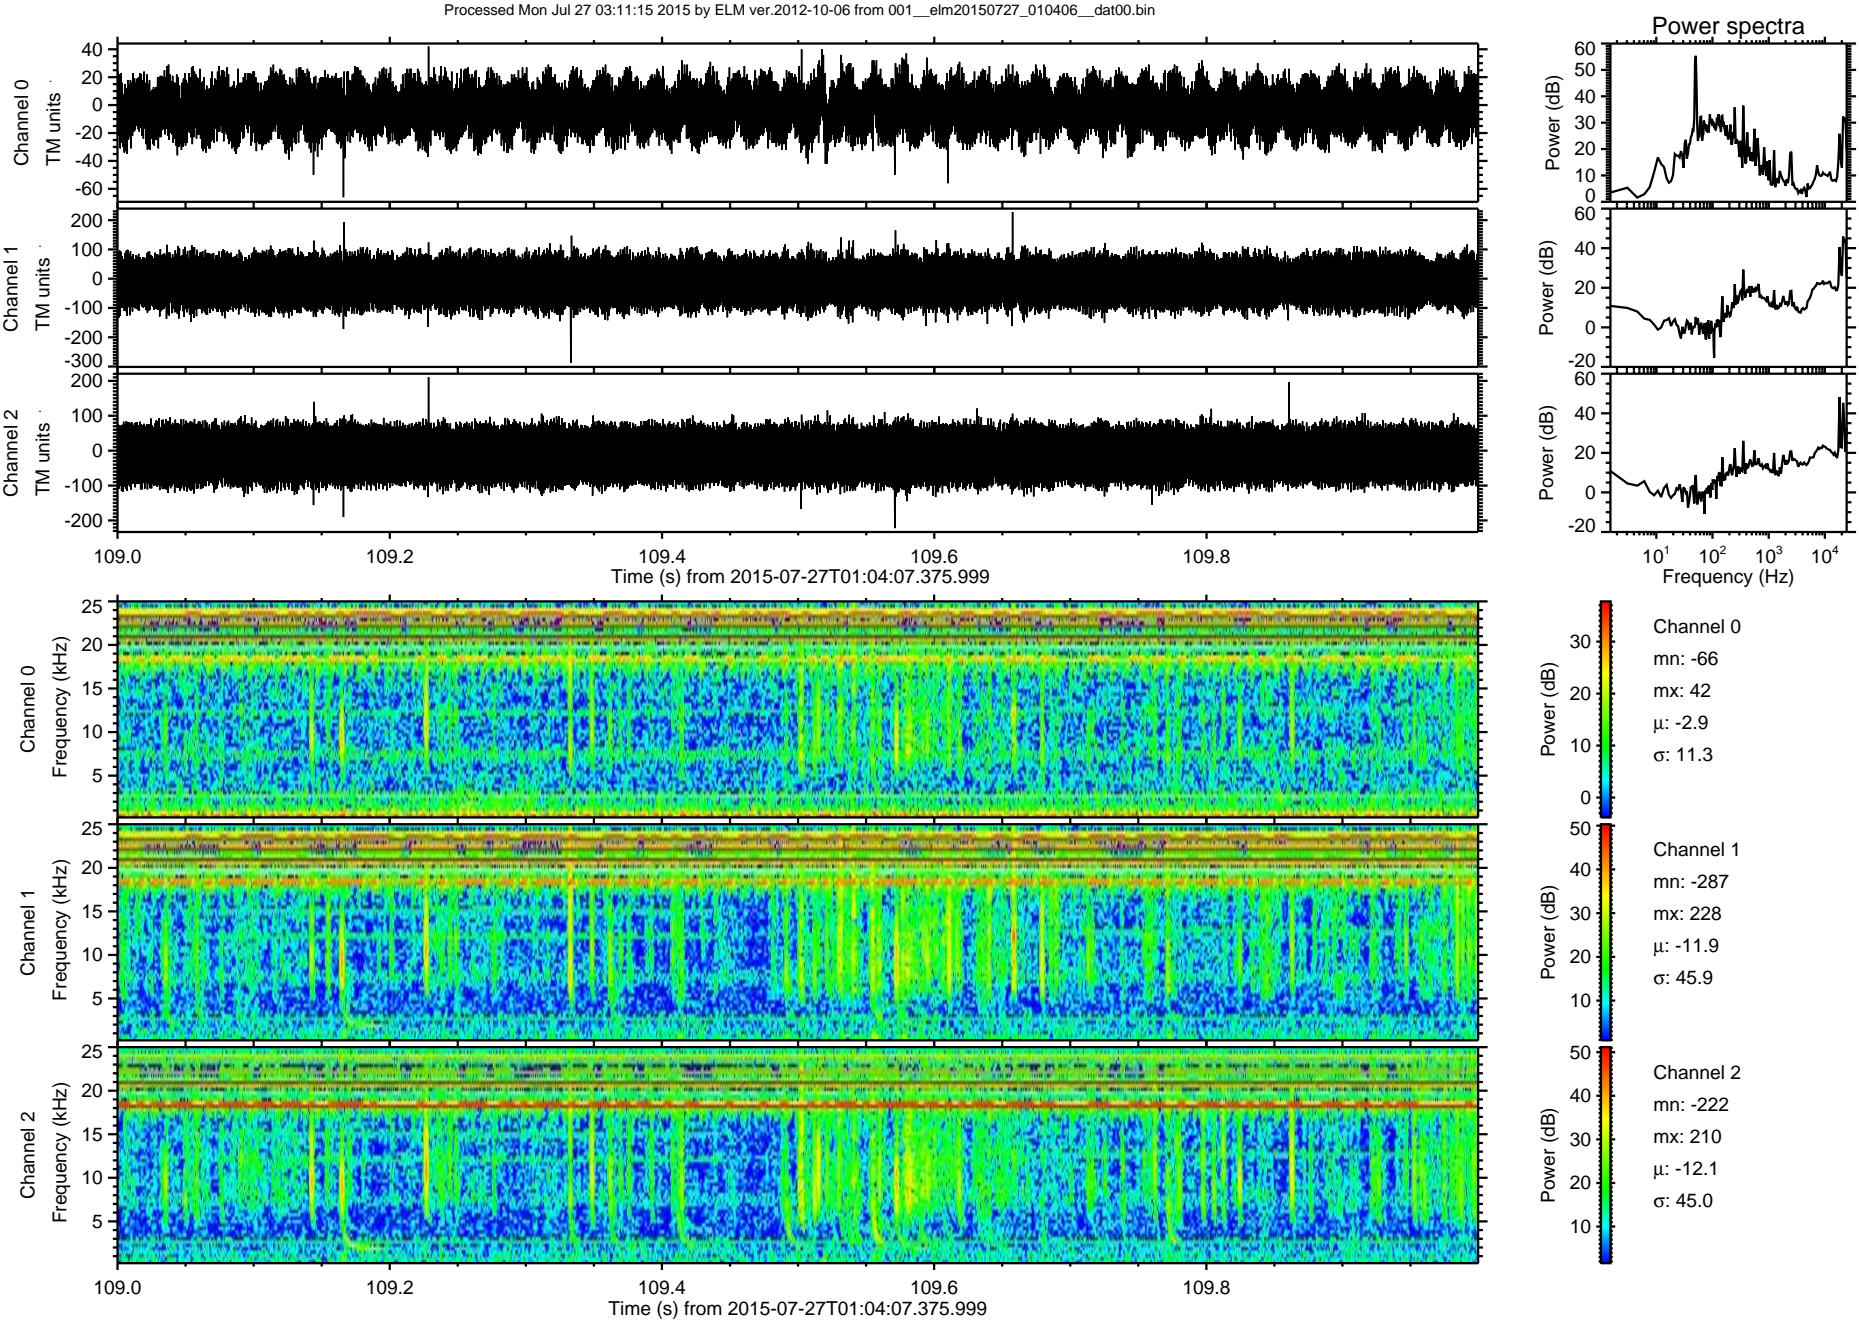 Processed Mon Jul 27 03:11:15 2015 by ELM ver.2012-10-06 from 001__elm20150727_010406__dat00.bin
Power spectra
Channel 0
TM units
40
20
0
-20
-40
-60
Power (dB)
60
50
40
30
20
10
0
Channel 1
TM units
200
100
0
-100
-200
-300
Power (dB)
60
40
20
0
-20
Channel 2
TM units
200
100
0
-100
-200
Power (dB)
60
40
20
0
-20
109.0 109.2 109.4 109.6 109.8
Time (s) from 2015-07-27T01:04:07.375.999
10¹ 10² 10³ 10⁴
Frequency (Hz)
Channel 0
Frequency (kHz)
25
20
15
10
5
Power (dB)
30
20
10
0
Channel 0
mn: -66
mx: 42
μ: -2.9
σ: 11.3
Channel 1
Frequency (kHz)
25
20
15
10
5
Power (dB)
50
40
30
20
10
Channel 1
mn: -287
mx: 228
μ: -11.9
σ: 45.9
Channel 2
Frequency (kHz)
25
20
15
10
5
Power (dB)
50
40
30
20
10
Channel 2
mn: -222
mx: 210
μ: -12.1
σ: 45.0
109.0 109.2 109.4 109.6 109.8
Time (s) from 2015-07-27T01:04:07.375.999